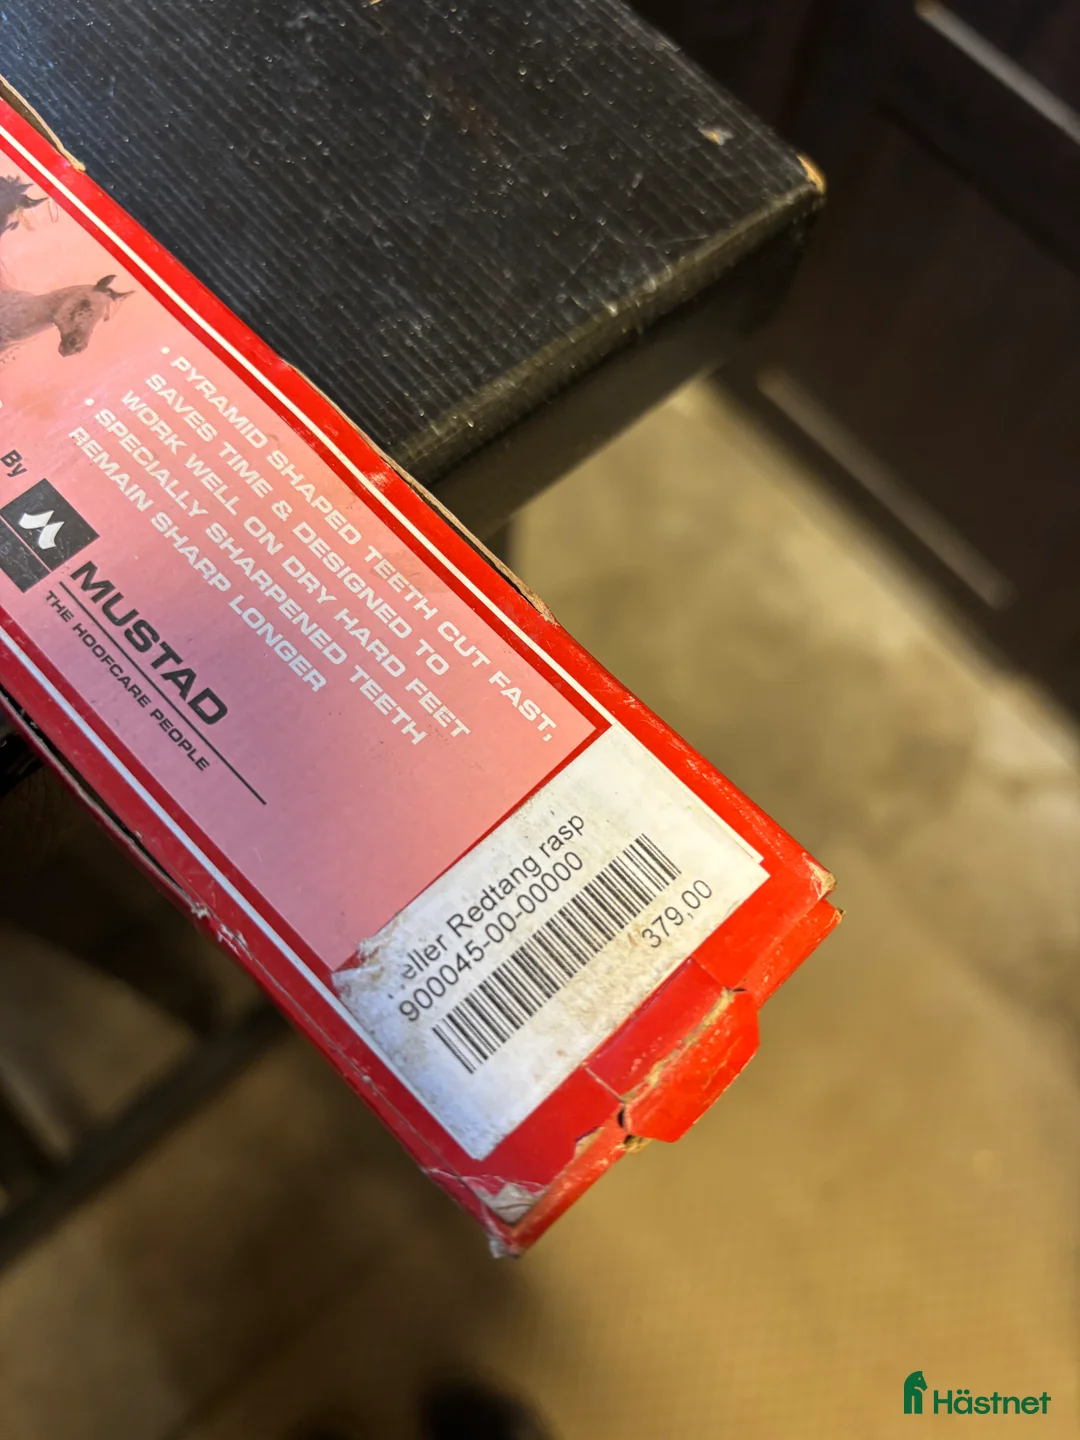 • PYRAMID SHAPED TEETH CUT FAST,
SAVES TIME & DESIGNED TO
WORK WELL ON DRY HARD FEET
• SPECIALLY SHARPENED TEETH
REMAIN SHARP LONGER
By
MUSTAD
THE HOOFCARE PEOPLE
eller Redtang rasp
900045-00-00000
379,00
Hästnet